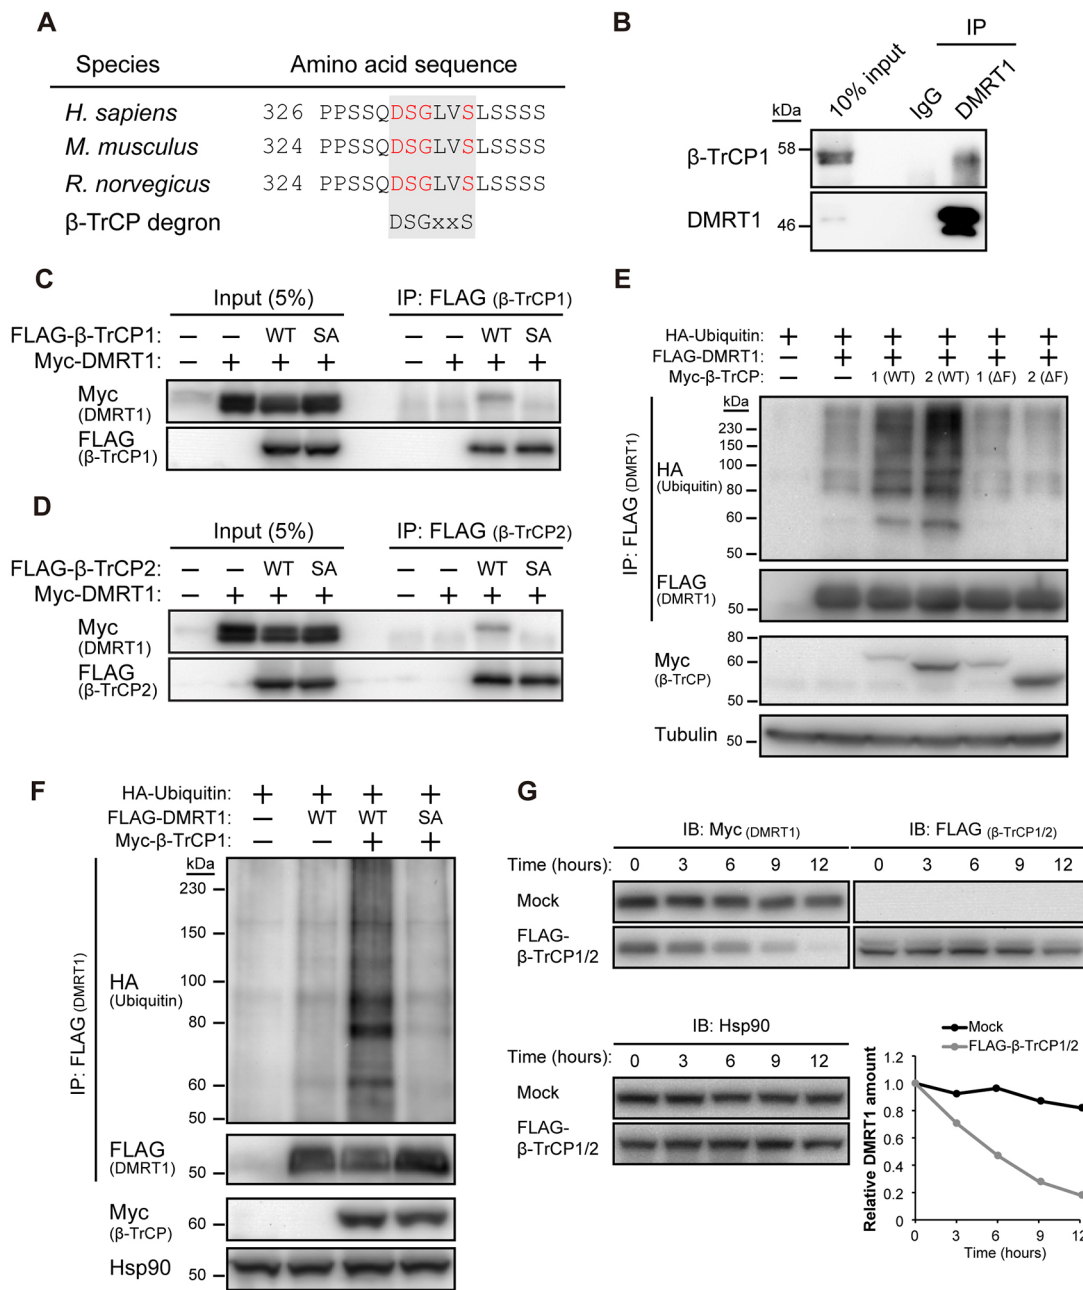 A
Species Amino acid sequence
H. sapiens 326 PPSSQDSGLVSLSSSS
M. musculus 324 PPSSQDSGLVSLSSSS
R. norvegicus 324 PPSSQDSGLVSLSSSS
β-TrCP degron DSGxxS
B
IP
10% input IgG DMRT1
kDa
β-TrCP1 58
DMRT1 46
C
Input (5%) IP: FLAG (β-TrCP1)
FLAG-β-TrCP1: – – WT SA – – WT SA
Myc-DMRT1: – + + + – + + +
Myc
(DMRT1)
FLAG
(β-TrCP1)
D
Input (5%) IP: FLAG (β-TrCP2)
FLAG-β-TrCP2: – – WT SA – – WT SA
Myc-DMRT1: – + + + – + + +
Myc
(DMRT1)
FLAG
(β-TrCP2)
E
HA-Ubiquitin: + + + + + +
FLAG-DMRT1: – + + + + +
Myc-β-TrCP: – – 1 (WT) 2 (WT) 1 (ΔF) 2 (ΔF)
kDa
IP: FLAG (DMRT1)
230
150
100
HA
(Ubiquitin)
80
60
50
FLAG
(DMRT1)
50
80
Myc
(β-TrCP)
60
50
Tubulin 50
F
HA-Ubiquitin: + + + +
FLAG-DMRT1: – WT WT SA
Myc-β-TrCP1: – – + +
kDa
IP: FLAG (DMRT1)
230
150
100
HA
(Ubiquitin)
80
60
50
FLAG
(DMRT1)
50
Myc
(β-TrCP)
60
Hsp90 50
G
IB: Myc (DMRT1) IB: FLAG (β-TrCP1/2)
Time (hours): 0 3 6 9 12 0 3 6 9 12
Mock
FLAG-
β-TrCP1/2
IB: Hsp90
Time (hours): 0 3 6 9 12
Mock
FLAG-
β-TrCP1/2
Mock
FLAG-β-TrCP1/2
Relative DMRT1 amount
1.2
1.0
0.8
0.6
0.4
0.2
0
0 3 6 9 12
Time (hours)